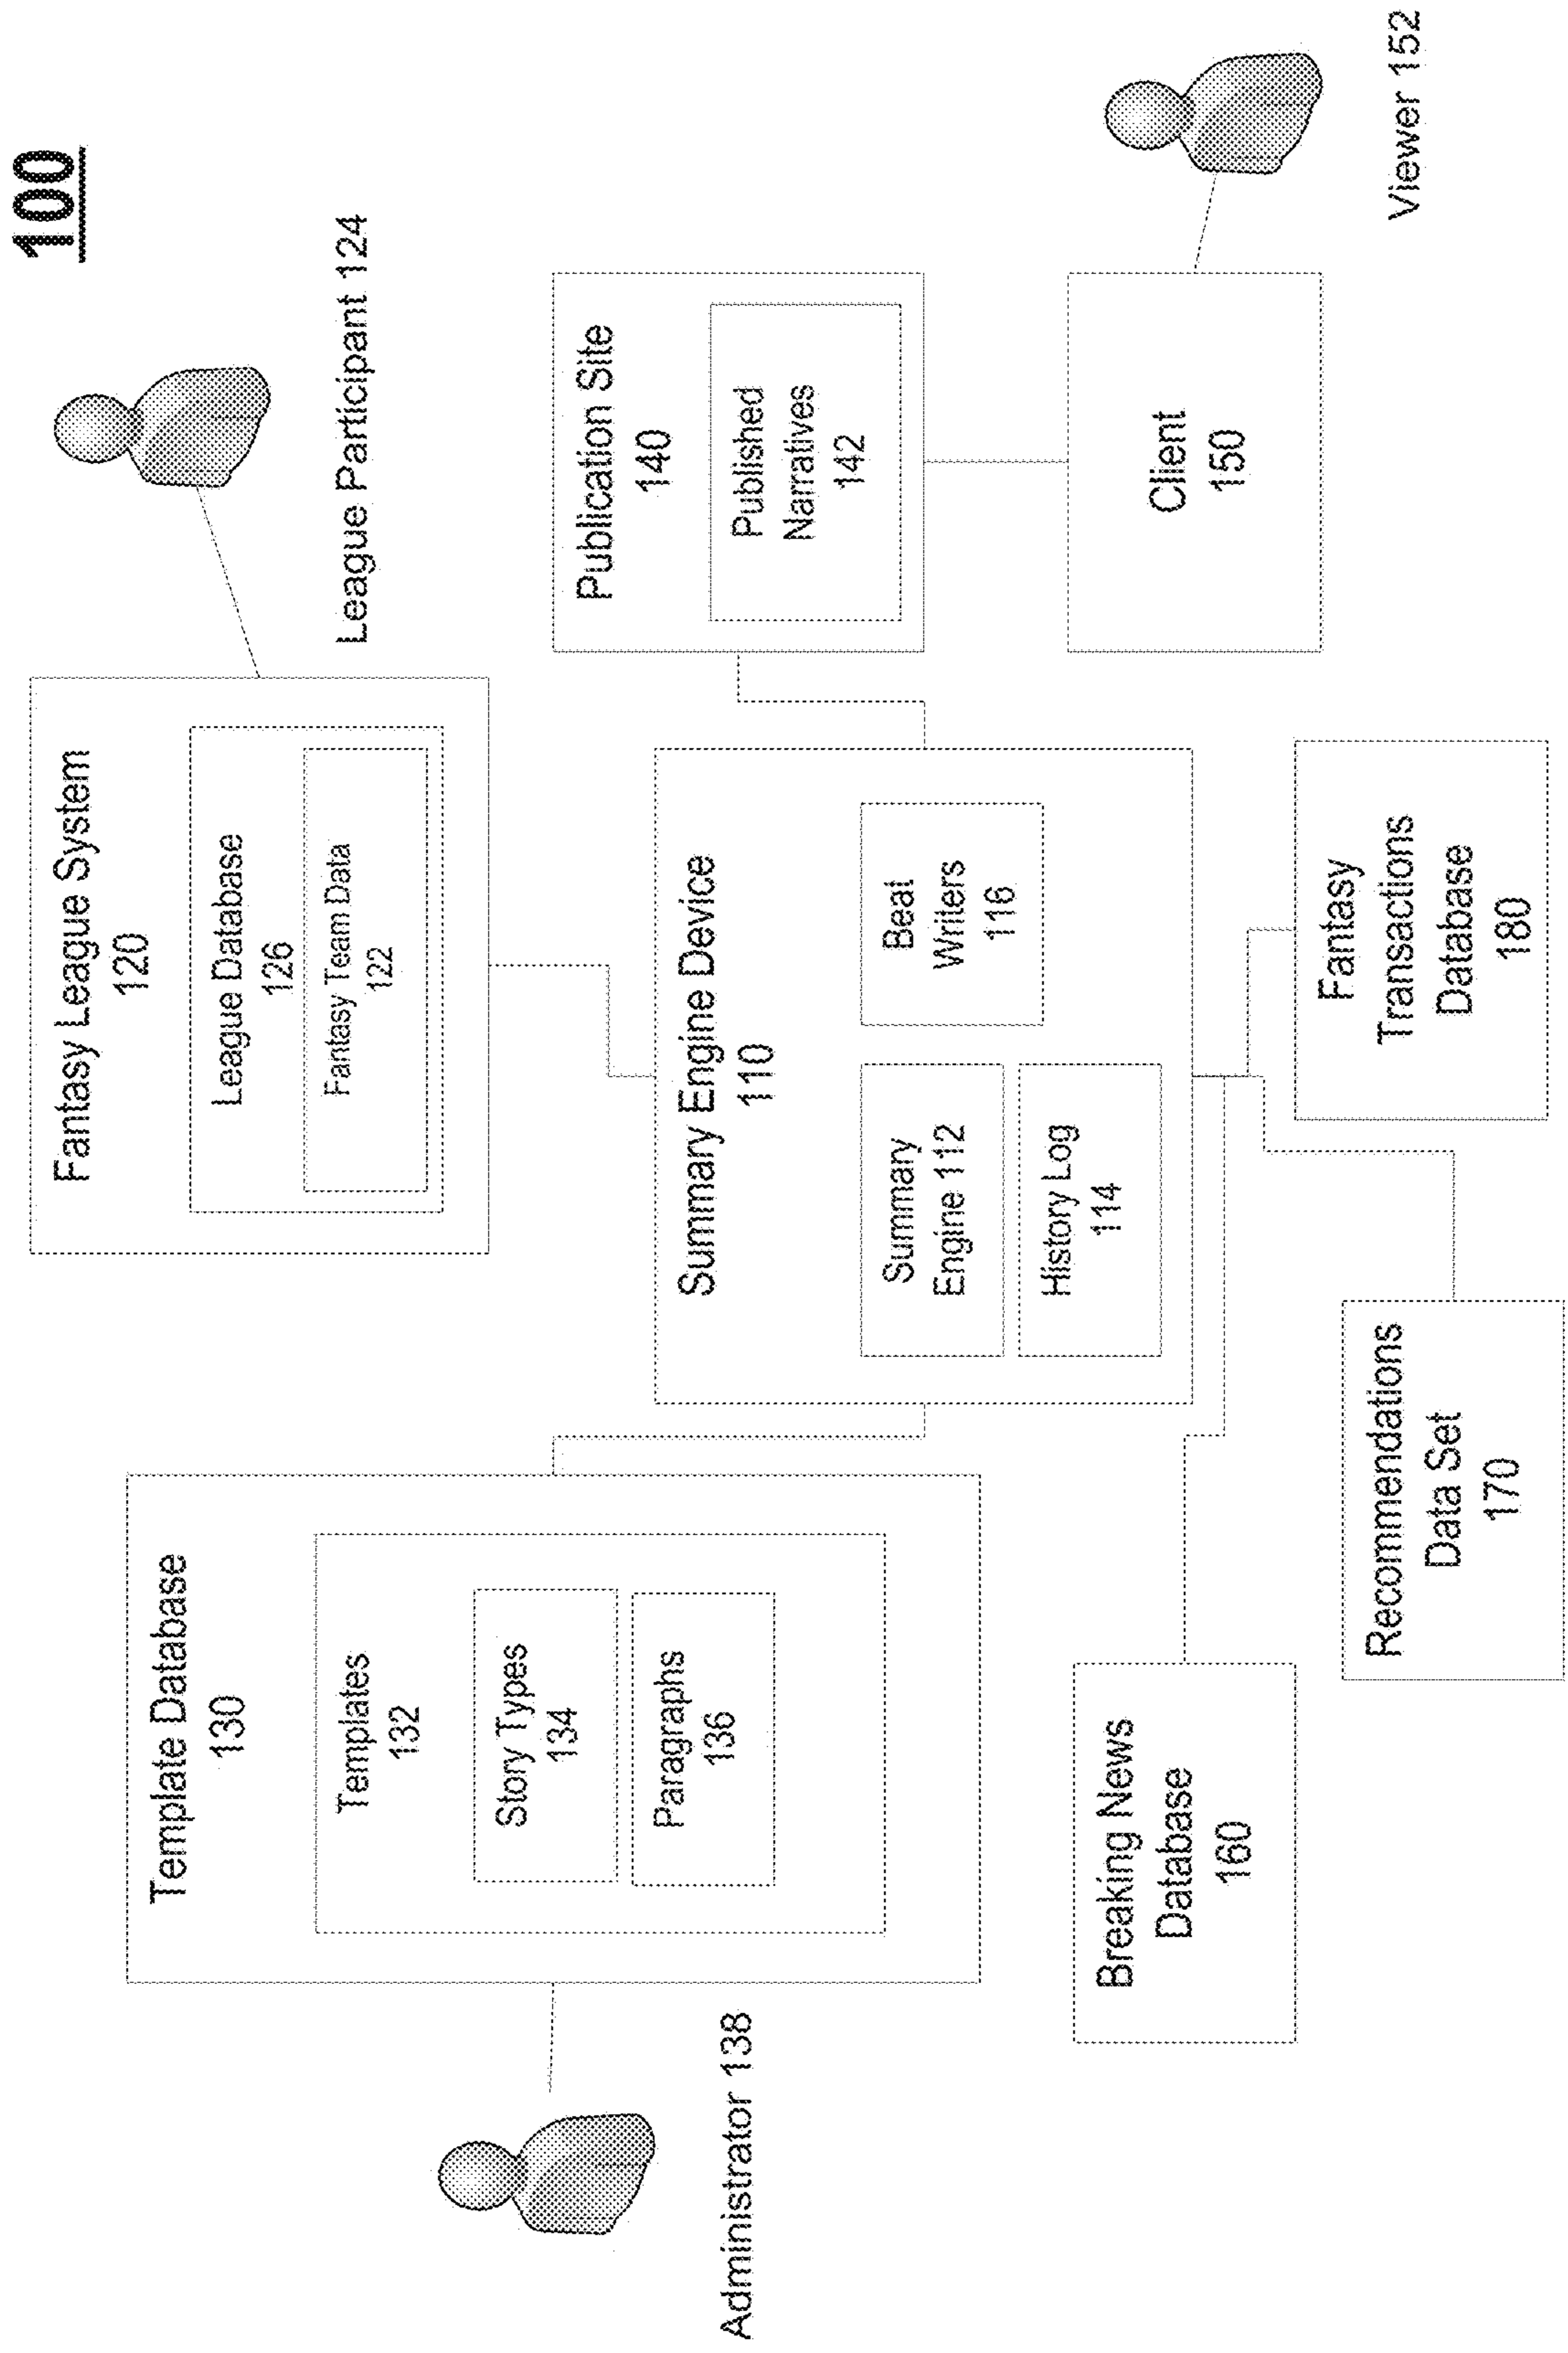 100
Fantasy League System
120
League Database
126
Fantasy Team Data
122
League Participant 124
Template Database
130
Templates
132
Story Types
134
Paragraphs
136
Administrator 138
Summary Engine Device
110
Summary
Engine 112
History Log
114
Beat
Writers
116
Publication Site
140
Published
Narratives
142
Client
150
Viewer 152
Breaking News
Database
160
Recommendations
Data Set
170
Fantasy
Transactions
Database
180